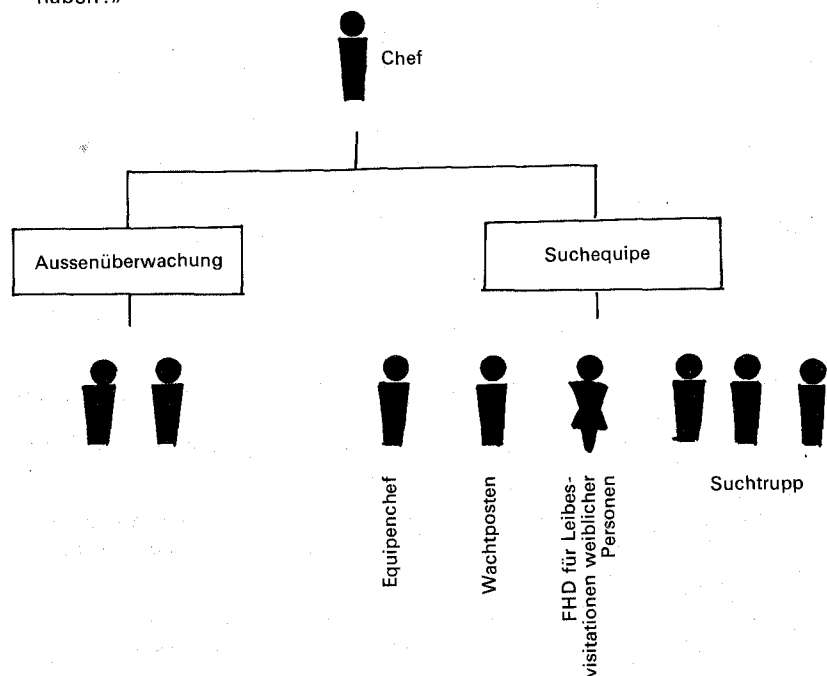 haben?»
Chef
Aussenüberwachung
Suchequipe
Equipenchef
Wachtposten
FHD für Leibes-
visitationen weiblicher
Personen
Suchtrupp